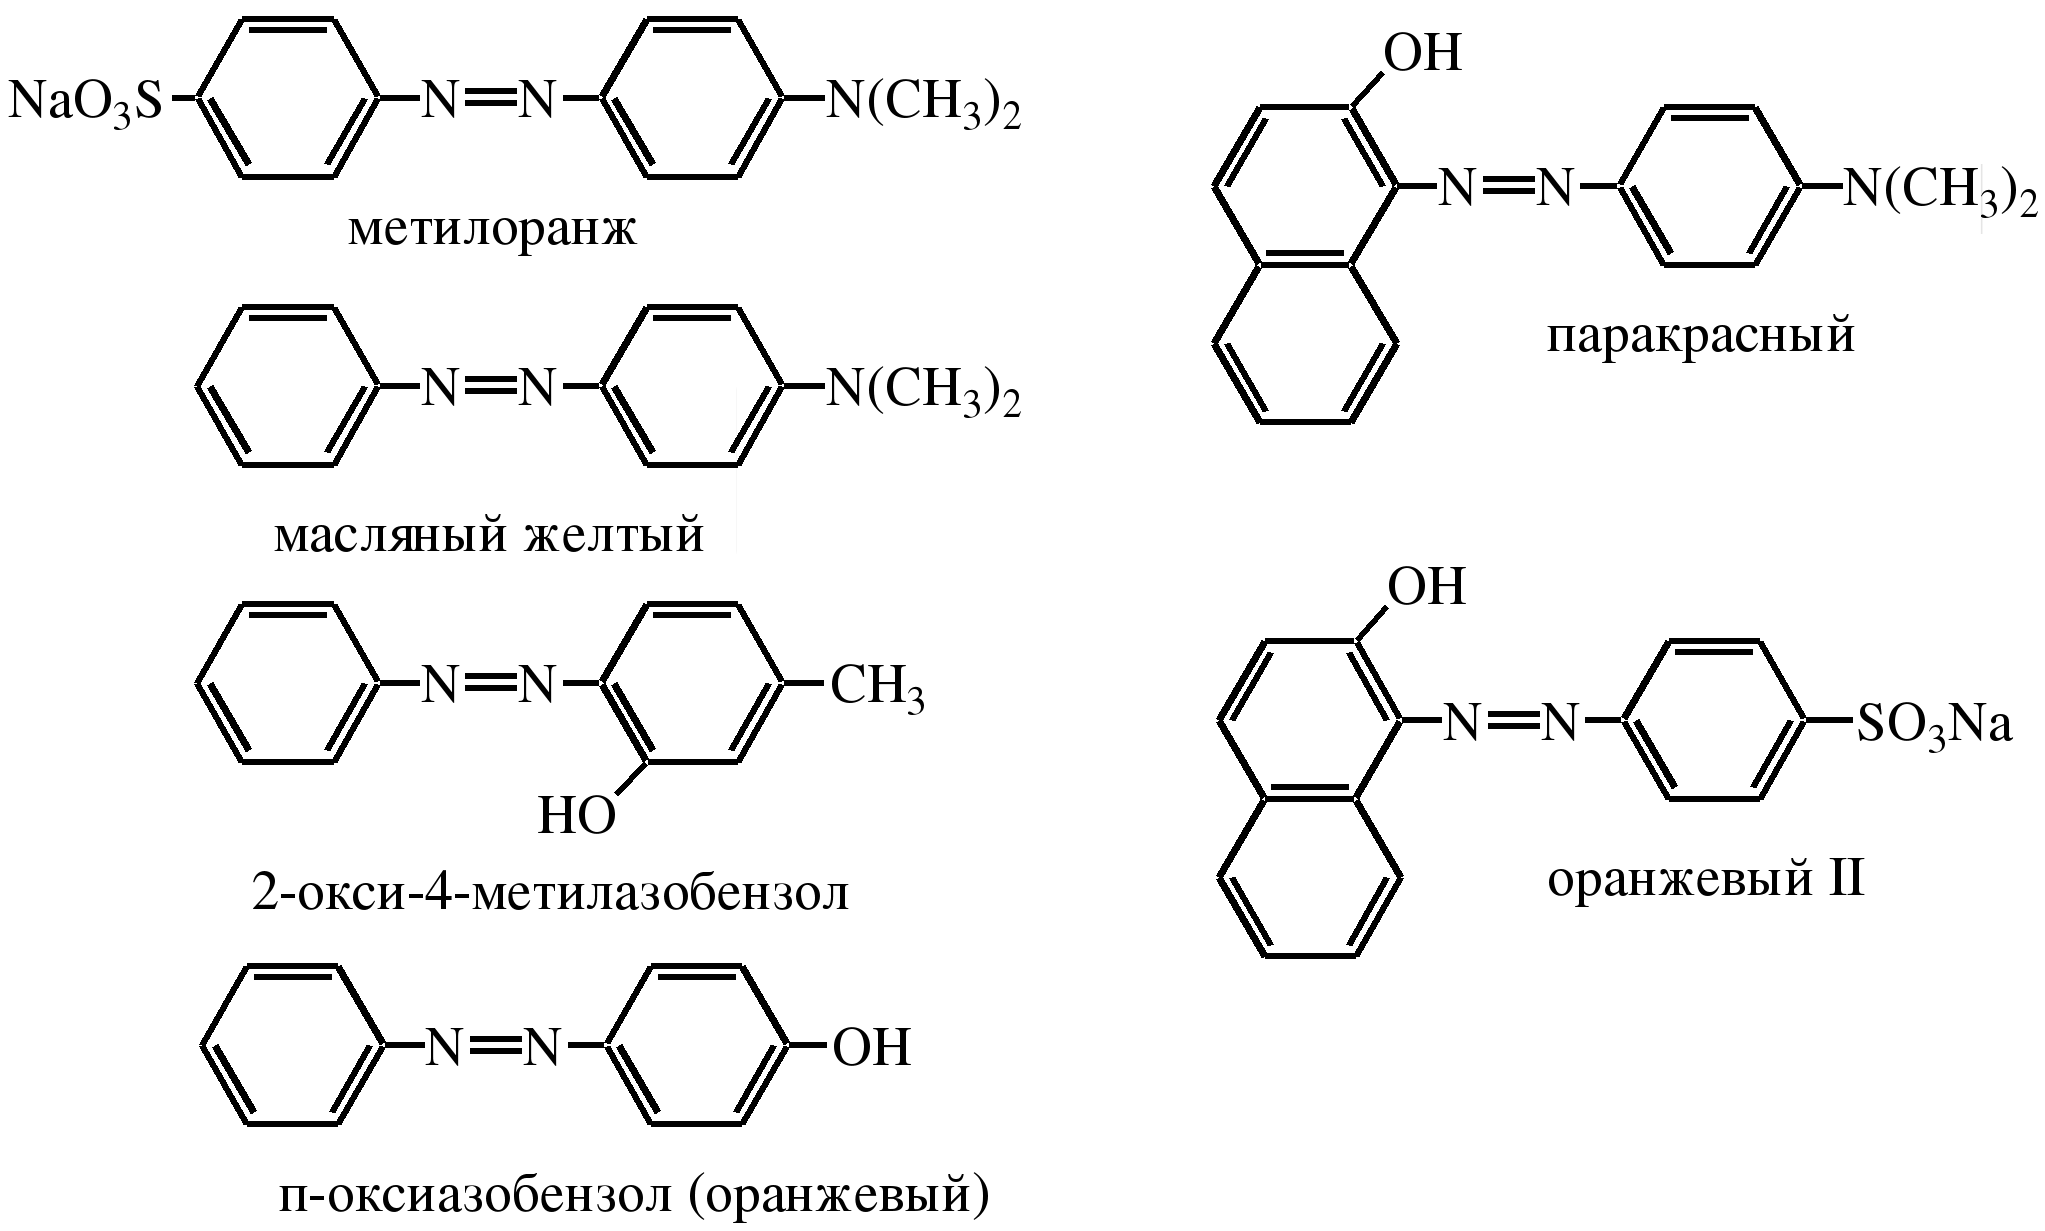 NaO₃S N=N N(CH₃)₂
метилоранж
N=N N(CH₃)₂
масляный желтый
N=N CH₃
HO
2-окси-4-метилазобензол
N=N OH
п-оксиазобензол (оранжевый)
OH
N=N N(CH₃)₂
паракрасный
OH
N=N SO₃Na
оранжевый II